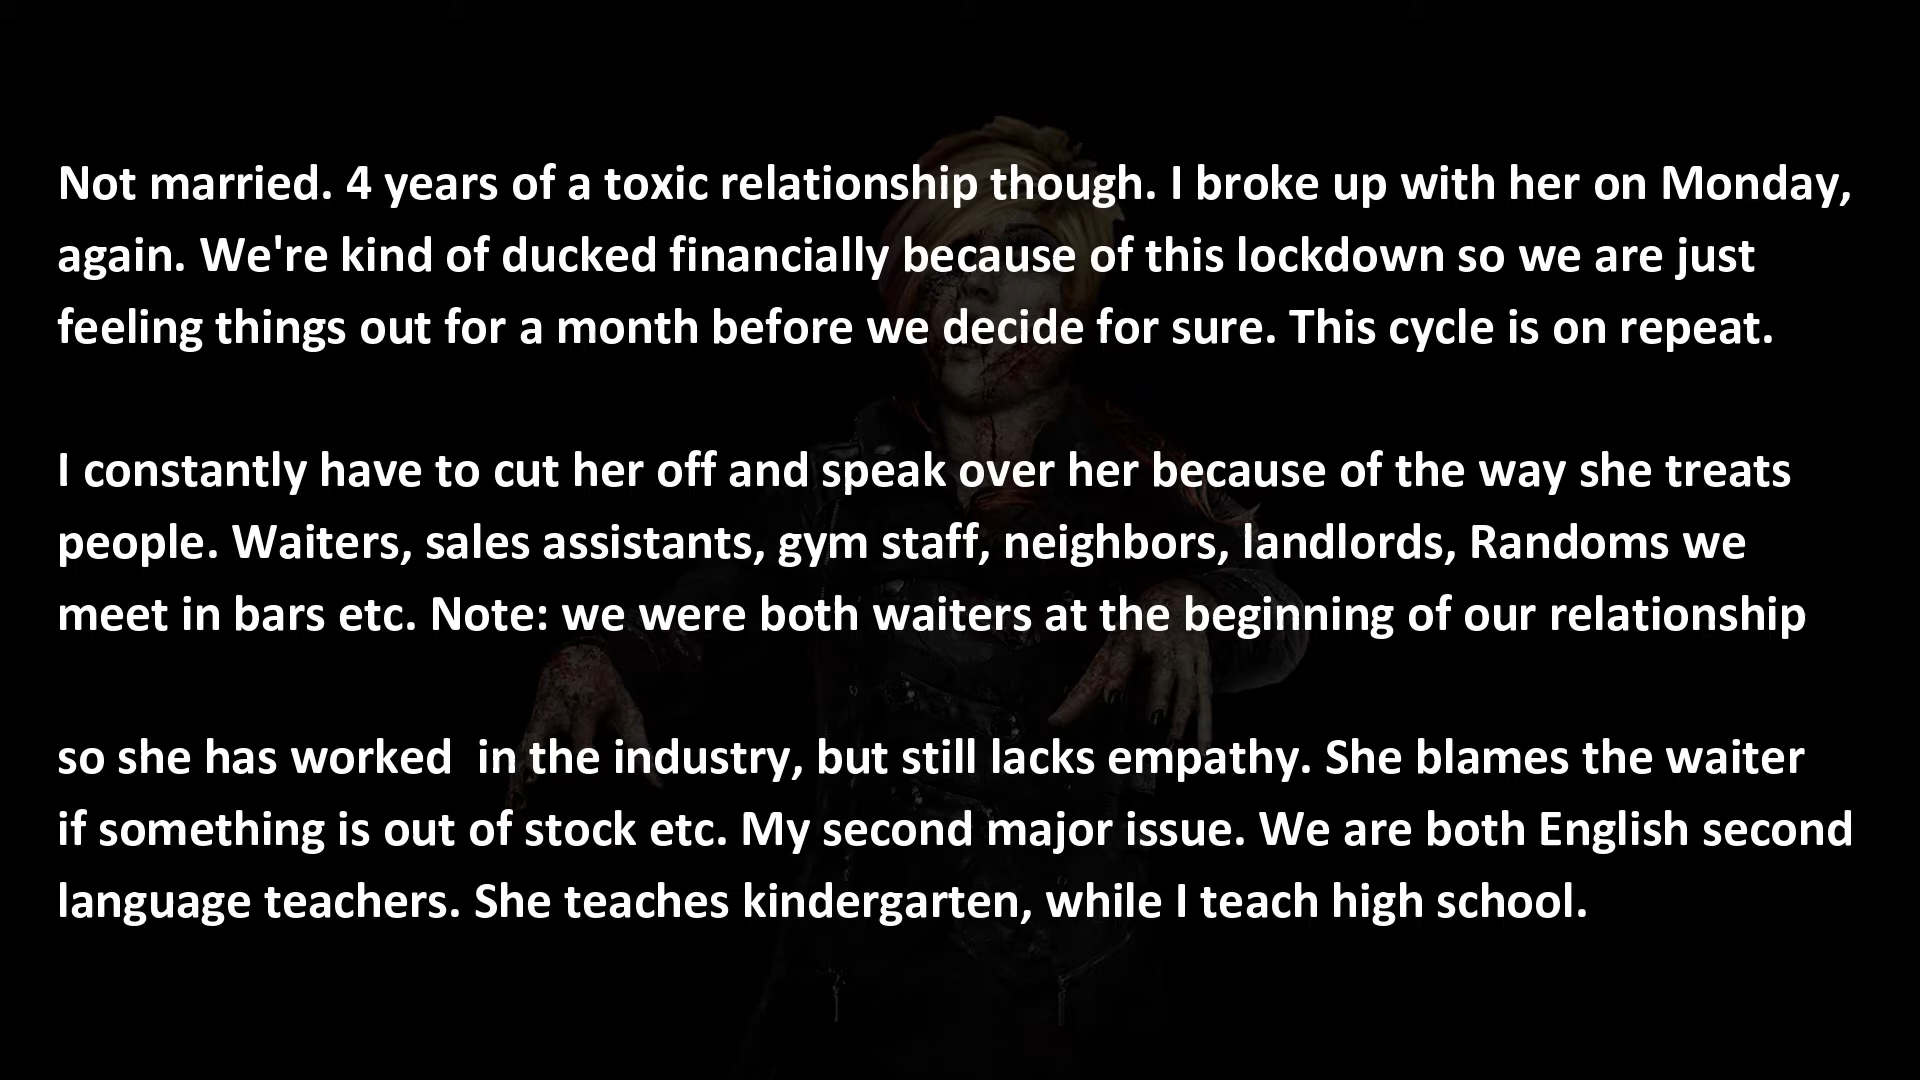 Not married. 4 years of a toxic relationship though. I broke up with her on Monday,
again. We're kind of ducked financially because of this lockdown so we are just
feeling things out for a month before we decide for sure. This cycle is on repeat.
I constantly have to cut her off and speak over her because of the way she treats
people. Waiters, sales assistants, gym staff, neighbors, landlords, Randoms we
meet in bars etc. Note: we were both waiters at the beginning of our relationship
so she has worked  in the industry, but still lacks empathy. She blames the waiter
if something is out of stock etc. My second major issue. We are both English second
language teachers. She teaches kindergarten, while I teach high school.